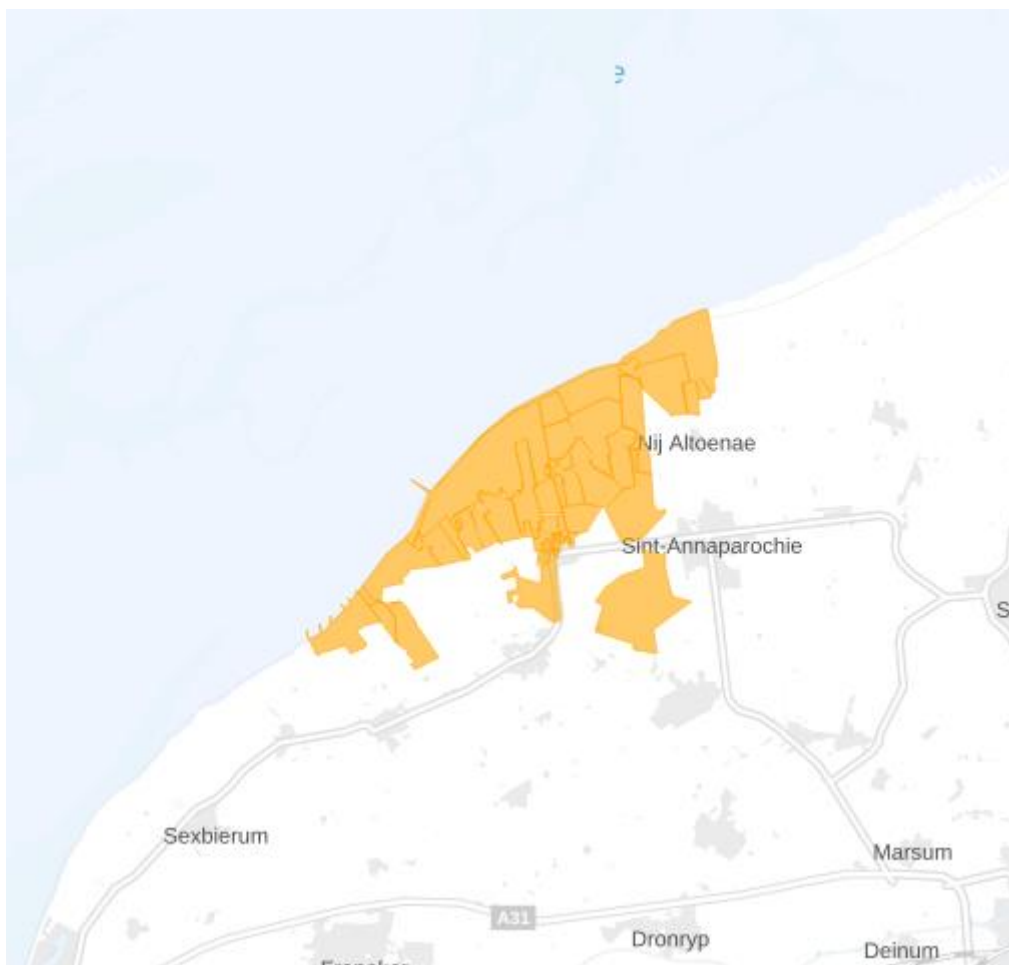 Nij Altoenae
Sint-Annaparochie
Sexbierum
Marsum
A31
Dronryp
Deinum